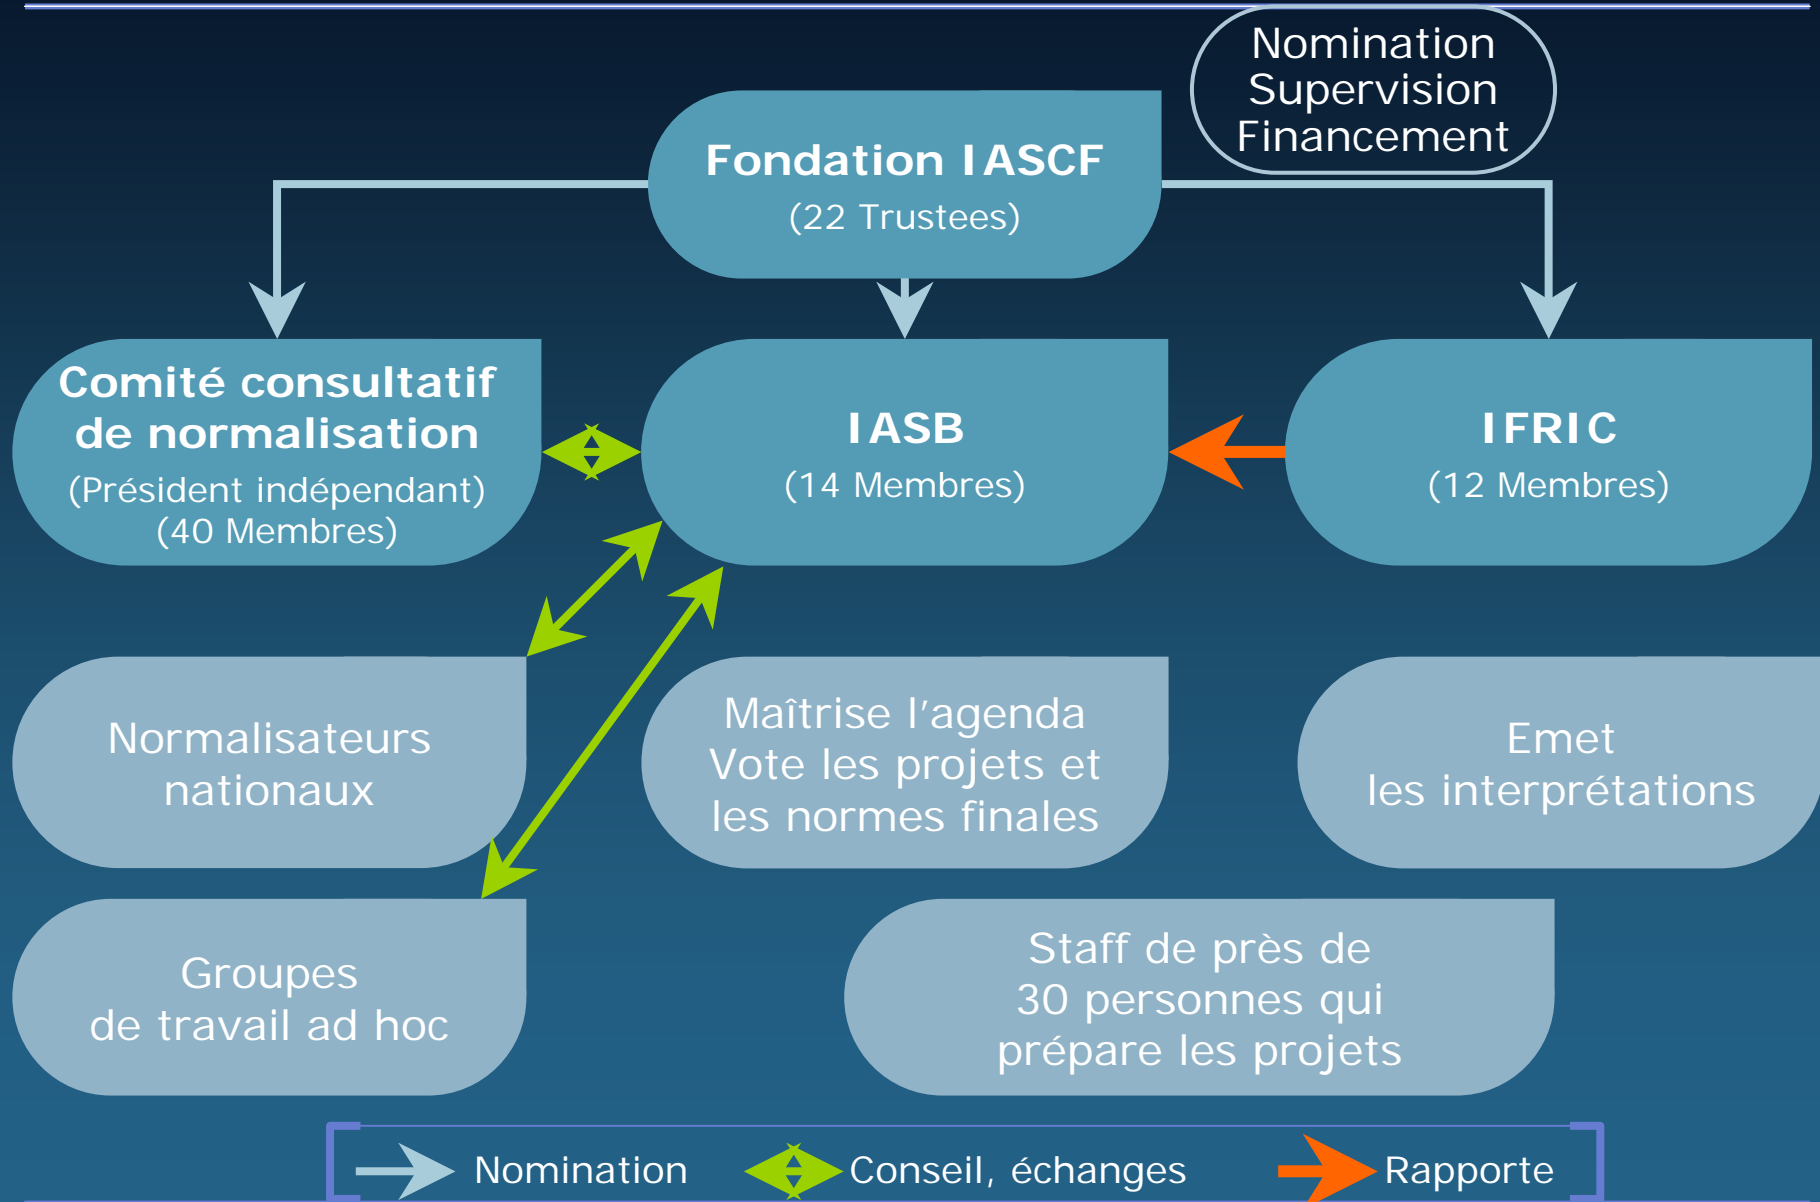 Nomination
Supervision
Financement
Fondation IASCF
(22 Trustees)
Comité consultatif
de normalisation
(Président indépendant)
(40 Membres)
IASB
(14 Membres)
IFRIC
(12 Membres)
Normalisateurs
nationaux
Maîtrise l'agenda
Vote les projets et
les normes finales
Emet
les interprétations
Groupes
de travail ad hoc
Staff de près de
30 personnes qui
prépare les projets
Nomination
Conseil, échanges
Rapporte